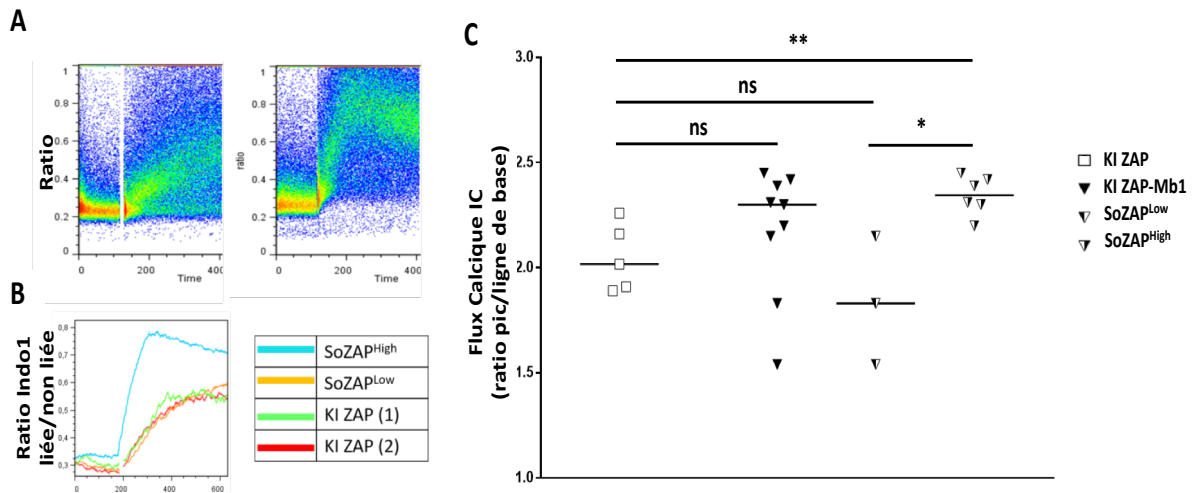 A
Ratio
1
0.8
0.6
0.4
0.2
0
0
200
400
Time
ratio
1
0.8
0.6
0.4
0.2
0
0
200
400
Time
B
Ratio Indo1
liée/non liée
0,8
0,7
0,6
0,5
0,4
0,3
0
200
400
600
SoZAPHigh
SoZAPLow
KI ZAP (1)
KI ZAP (2)
C
Flux Calcique IC
(ratio pic/ligne de base)
3.0
2.5
2.0
1.5
1.0
**
ns
ns
*
KI ZAP
KI ZAP-Mb1
SoZAPLow
SoZAPHigh